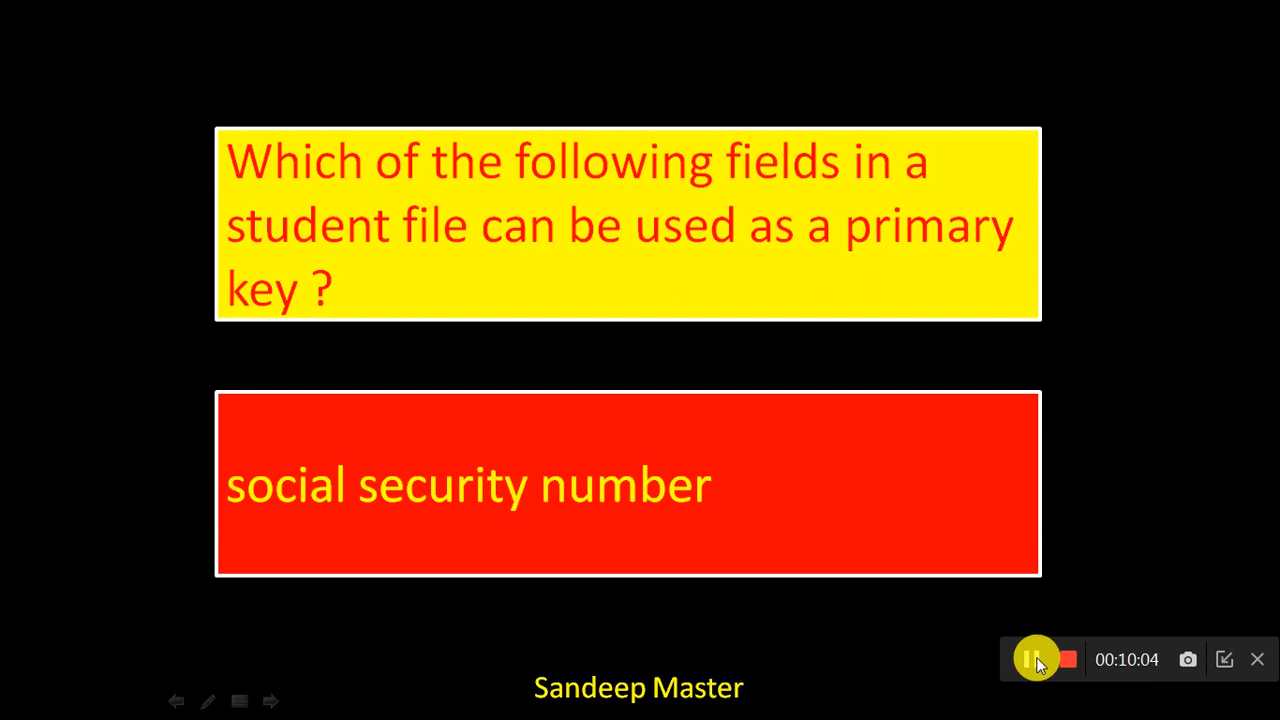 Which of the following fields in a
student file can be used as a primary
key ?
social security number
00:10:04
Sandeep Master